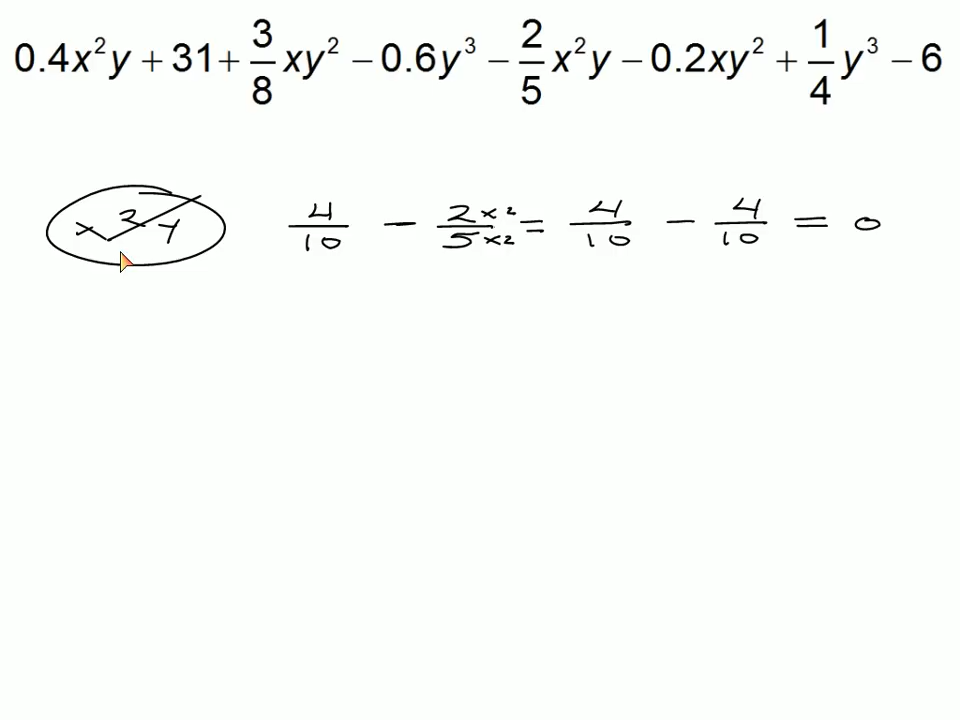 0.4x²y + 31 + 3/8 xy² − 0.6y³ − 2/5 x²y − 0.2xy² + 1/4 y³ − 6
x²y 4/10 − 2×2/5×2 = 4/10 − 4/10 = 0